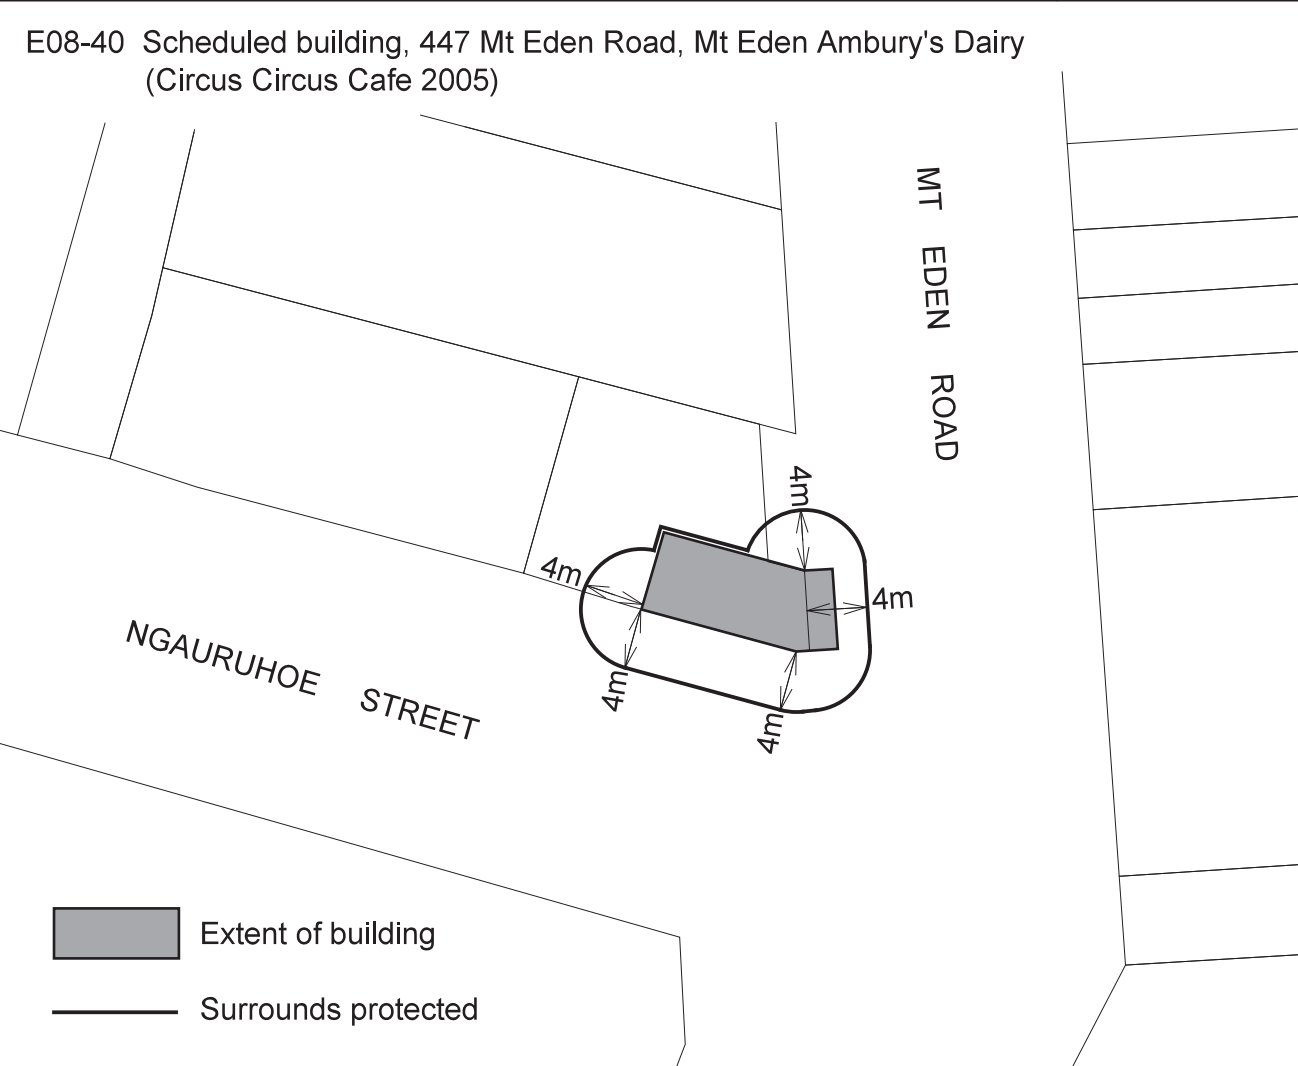 E08-40 Scheduled building, 447 Mt Eden Road, Mt Eden Ambury's Dairy
(Circus Circus Cafe 2005)
MT EDEN ROAD
4m
4m
4m
4m
4m
NGAURUHOE STREET
Extent of building
Surrounds protected